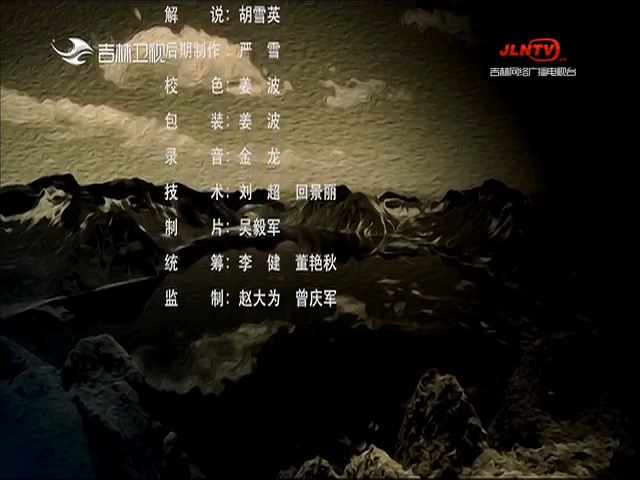 解 说：胡雪英
吉林卫视
后期制作：严 雪
JLNTV
吉林网络广播电视台
校 色：姜 波
包 装：姜 波
录 音：金 龙
技 术：刘 超 回景丽
制 片：吴毅军
统 筹：李 健 董艳秋
监 制：赵大为 曾庆军